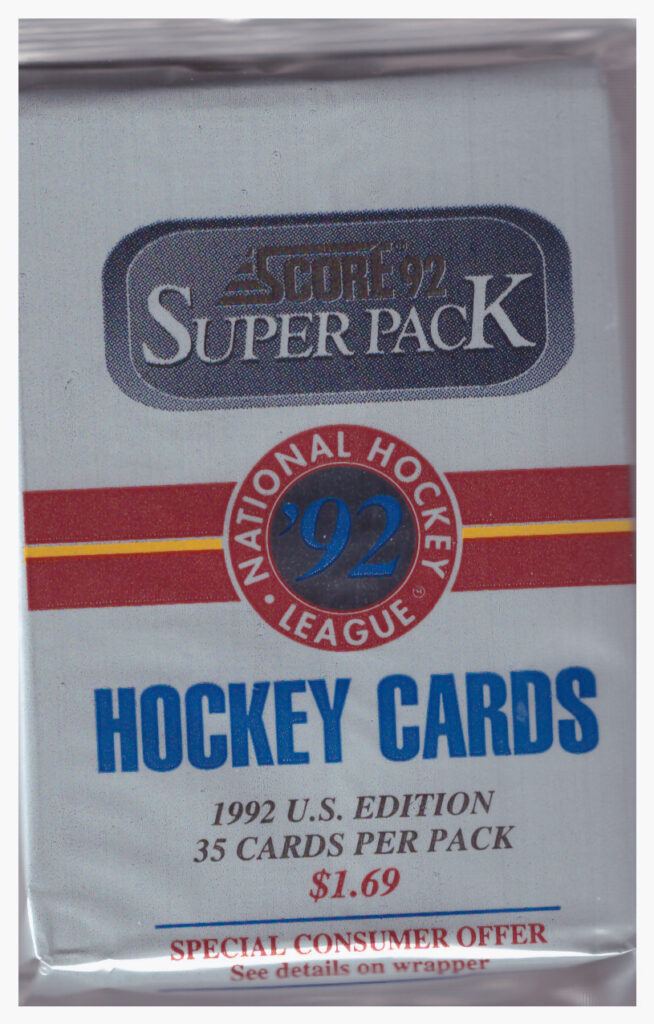 SCORE® 92
SUPER PACK
NATIONAL HOCKEY
LEAGUE®
'92
HOCKEY CARDS
1992 U.S. EDITION
35 CARDS PER PACK
$1.69
SPECIAL CONSUMER OFFER
See details on wrapper